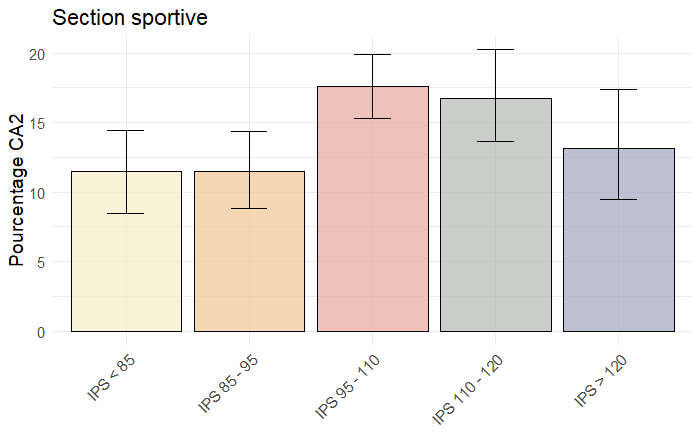 Section sportive
Pourcentage CA2
20
15
10
5
0
IPS < 85
IPS 85 - 95
IPS 95 - 110
IPS 110 - 120
IPS > 120